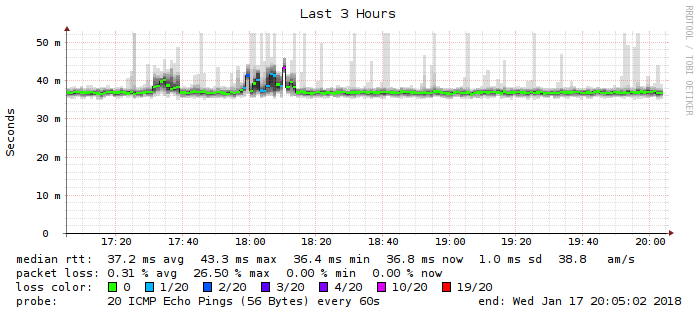 Last 3 Hours
RRDTOOL / TOBI OETIKER
Seconds
50 m
40 m
30 m
20 m
10 m
0
17:20 17:40 18:00 18:20 18:40 19:00 19:20 19:40 20:00
median rtt: 37.2 ms avg 43.3 ms max 36.4 ms min 36.8 ms now 1.0 ms sd 38.8 am/s
packet loss: 0.31 % avg 26.50 % max 0.00 % min 0.00 % now
loss color: 0 1/20 2/20 3/20 4/20 10/20 19/20
probe: 20 ICMP Echo Pings (56 Bytes) every 60s end: Wed Jan 17 20:05:02 2018